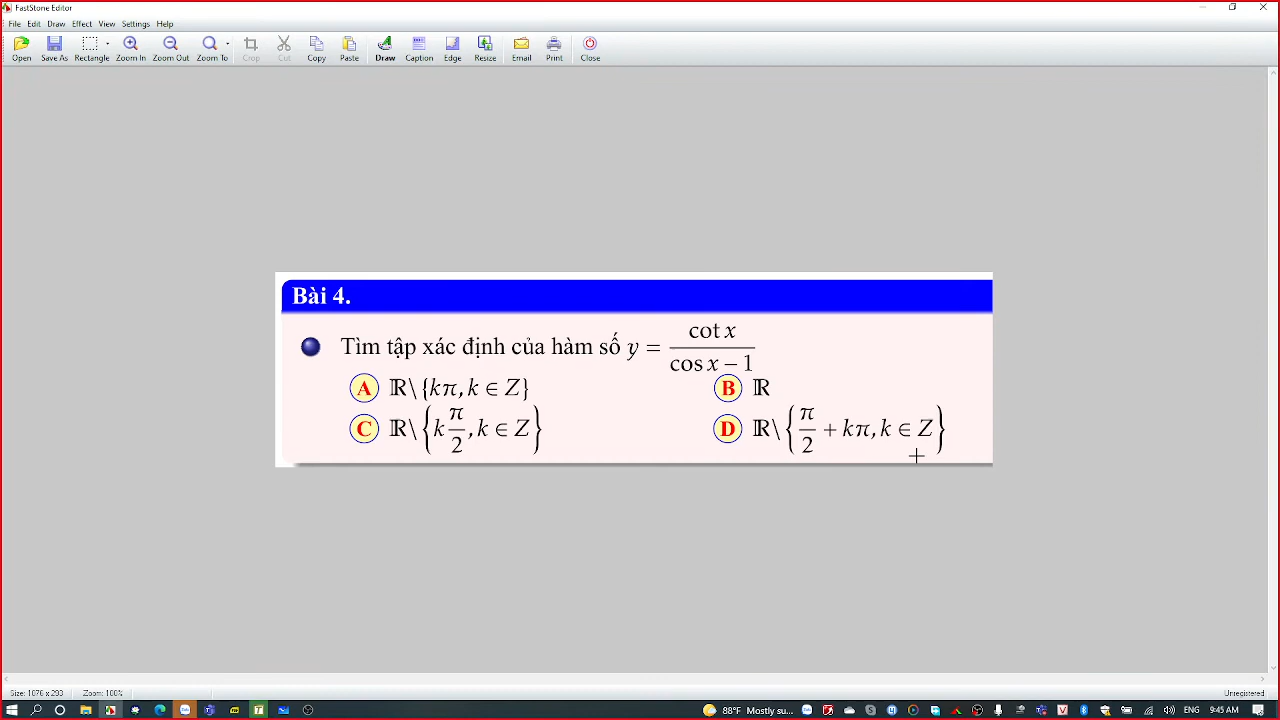 FastStone Editor
File Edit Draw Effect View Settings Help
Open Save As Rectangle Zoom In Zoom Out Zoom To Crop Cut Copy Paste Draw Caption Edge Resize Email Print Close
Bài 4.
Tìm tập xác định của hàm số y = cot x / (cos x − 1)
A ℝ\{kπ, k ∈ Z} B ℝ
C ℝ\{k π/2, k ∈ Z} D ℝ\{π/2 + kπ, k ∈ Z}
Size: 1076 x 293 Zoom: 100% Unregistered
88°F Mostly su... ENG 9:45 AM